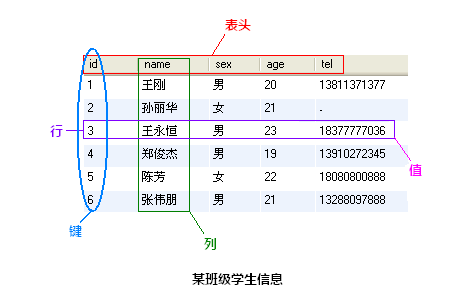 表头
id name sex age tel
1 王刚 男 20 13811371377
2 孙丽华 女 21 -
行 3 王永恒 男 23 18377777036
4 郑俊杰 男 19 13910272345
值
5 陈芳 女 22 18080800888
6 张伟朋 男 21 13288097888
键
列
某班级学生信息